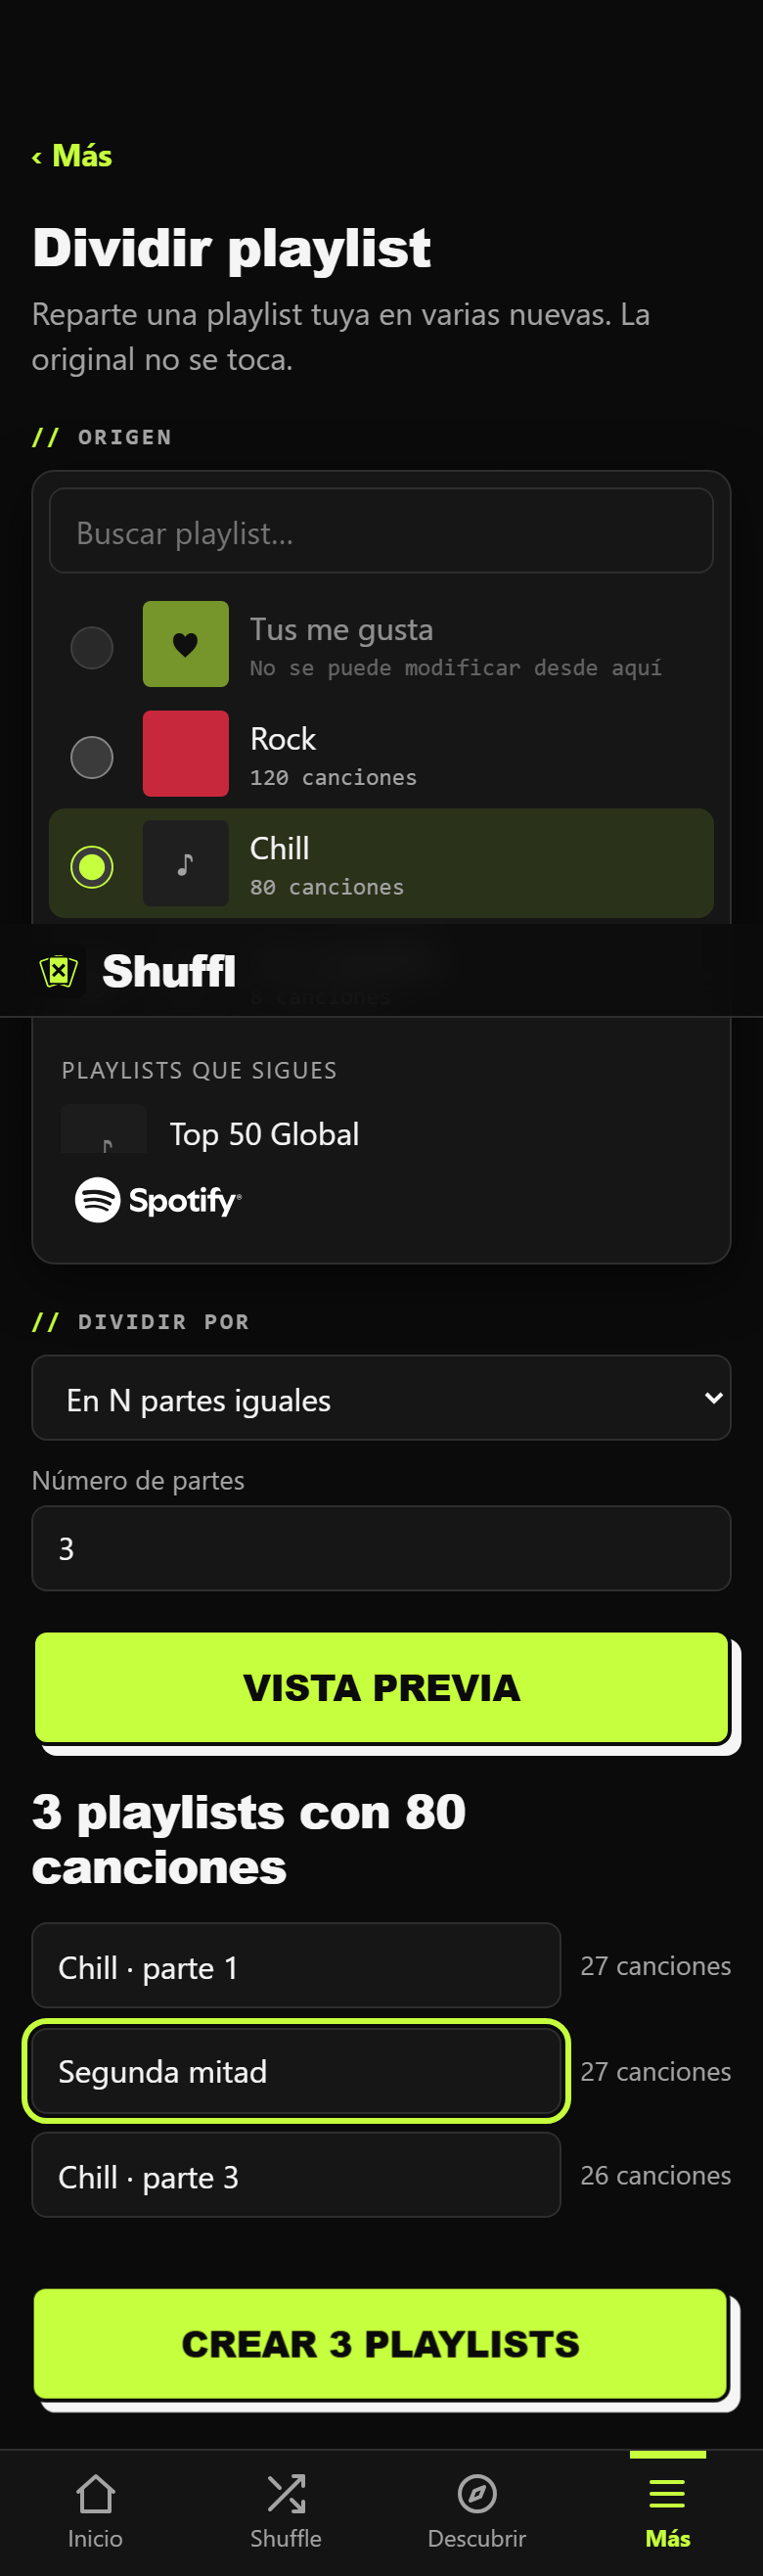 ‹ Más
Dividir playlist
Reparte una playlist tuya en varias nuevas. La
original no se toca.
// ORIGEN
Buscar playlist...
Tus me gusta
No se puede modificar desde aquí
Rock
120 canciones
Chill
80 canciones
Shuffl
8 canciones
PLAYLISTS QUE SIGUES
Top 50 Global
Spotify®
// DIVIDIR POR
En N partes iguales
Número de partes
3
VISTA PREVIA
3 playlists con 80
canciones
Chill · parte 1
27 canciones
Segunda mitad
27 canciones
Chill · parte 3
26 canciones
CREAR 3 PLAYLISTS
Inicio
Shuffle
Descubrir
Más